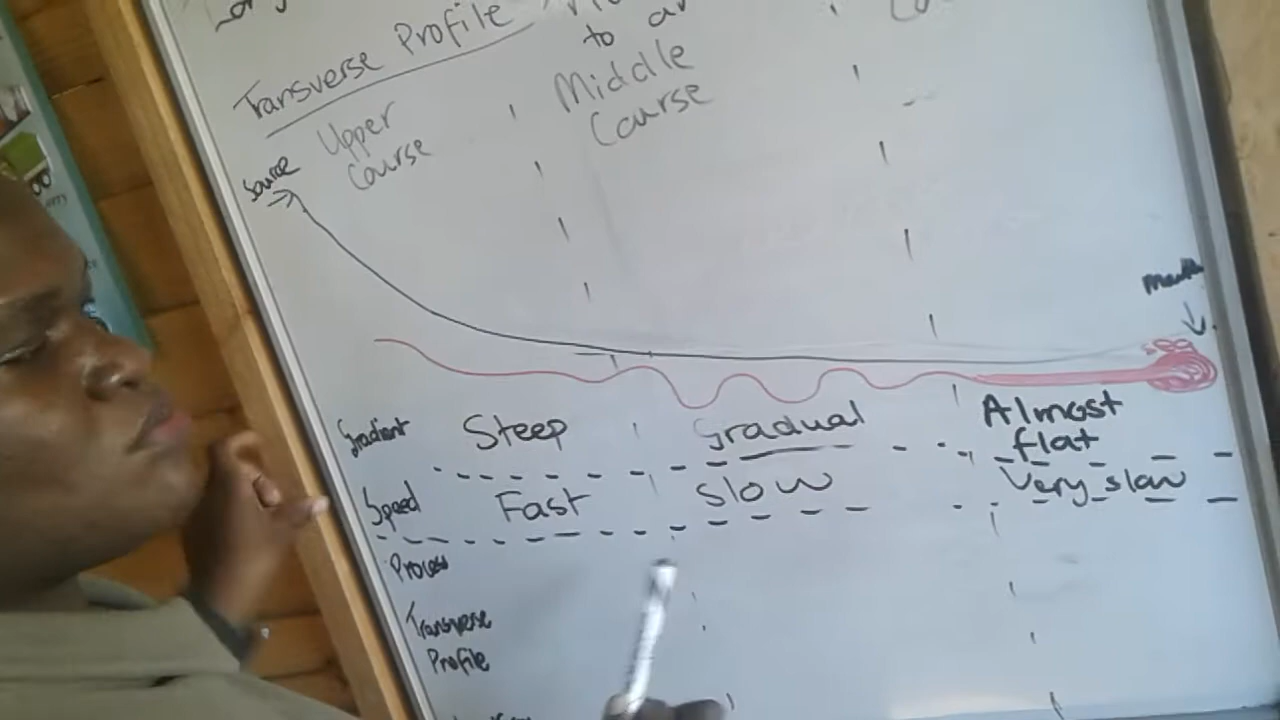 Transverse Profile
to
Upper
Course
Middle
Course
Source
Mouth
Gradient Steep Gradual Almost
flat
Speed Fast Slow Very slow
Process
Transverse
Profile